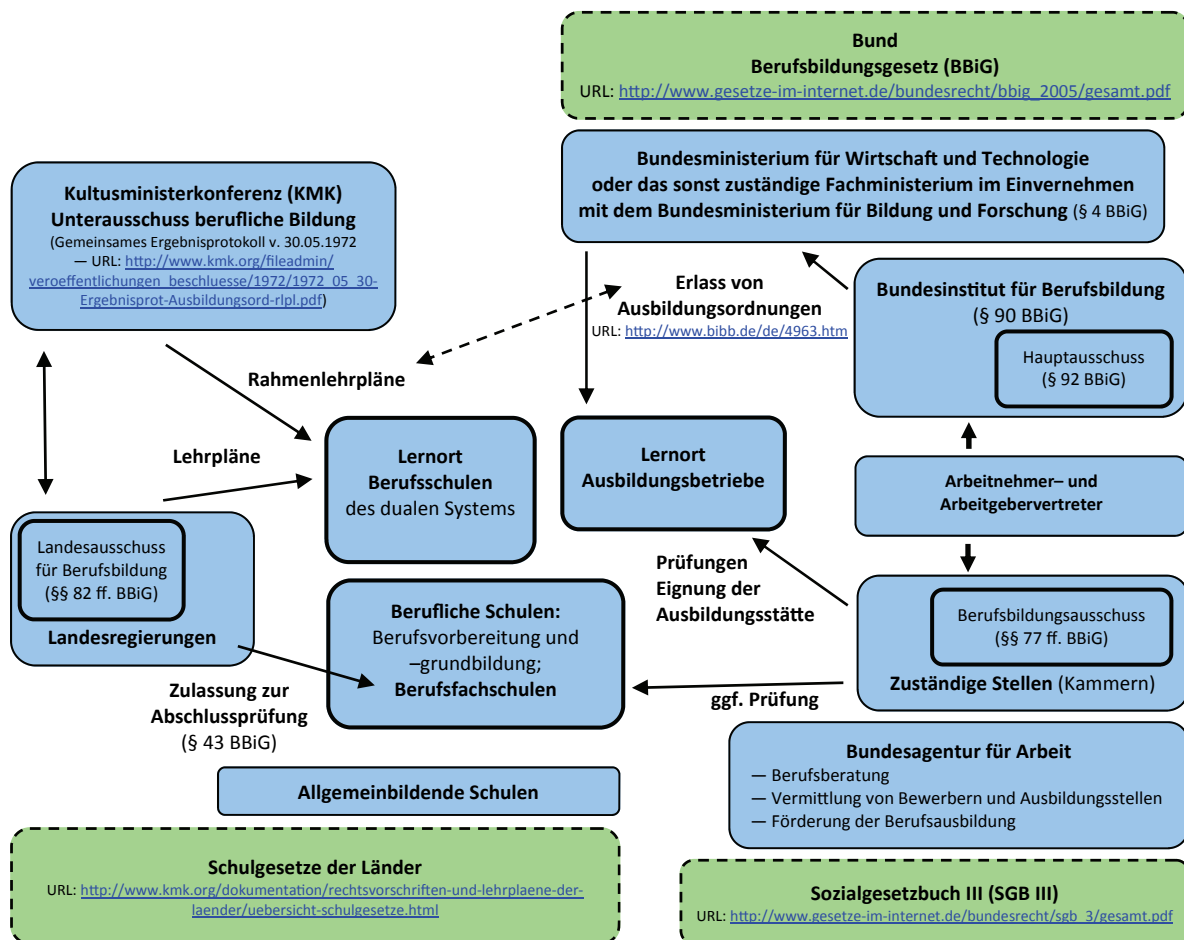 Bund
Berufsbildungsgesetz (BBiG)
URL: http://www.gesetze-im-internet.de/bundesrecht/bbig_2005/gesamt.pdf
Bundesministerium für Wirtschaft und Technologie
oder das sonst zuständige Fachministerium im Einvernehmen
mit dem Bundesministerium für Bildung und Forschung (§ 4 BBiG)
Kultusministerkonferenz (KMK)
Unterausschuss berufliche Bildung
(Gemeinsames Ergebnisprotokoll v. 30.05.1972
— URL: http://www.kmk.org/fileadmin/
veroeffentlichungen_beschluesse/1972/1972_05_30-
Ergebnisprot-Ausbildungsord-rlpl.pdf)
Erlass von
Ausbildungsordnungen
URL: http://www.bibb.de/de/4963.htm
Bundesinstitut für Berufsbildung
(§ 90 BBiG)
Hauptausschuss
(§ 92 BBiG)
Rahmenlehrpläne
Lehrpläne
Lernort
Berufsschulen
des dualen Systems
Lernort
Ausbildungsbetriebe
Arbeitnehmer– und
Arbeitgebervertreter
Landesausschuss
für Berufsbildung
(§§ 82 ff. BBiG)
Landesregierungen
Prüfungen
Eignung der
Ausbildungsstätte
Berufliche Schulen:
Berufsvorbereitung und
–grundbildung;
Berufsfachschulen
Berufsbildungsausschuss
(§§ 77 ff. BBiG)
Zuständige Stellen (Kammern)
Zulassung zur
Abschlussprüfung
(§ 43 BBiG)
ggf. Prüfung
Bundesagentur für Arbeit
— Berufsberatung
— Vermittlung von Bewerbern und Ausbildungsstellen
— Förderung der Berufsausbildung
Allgemeinbildende Schulen
Schulgesetze der Länder
URL: http://www.kmk.org/dokumentation/rechtsvorschriften-und-lehrplaene-der-
laender/uebersicht-schulgesetze.html
Sozialgesetzbuch III (SGB III)
URL: http://www.gesetze-im-internet.de/bundesrecht/sgb_3/gesamt.pdf